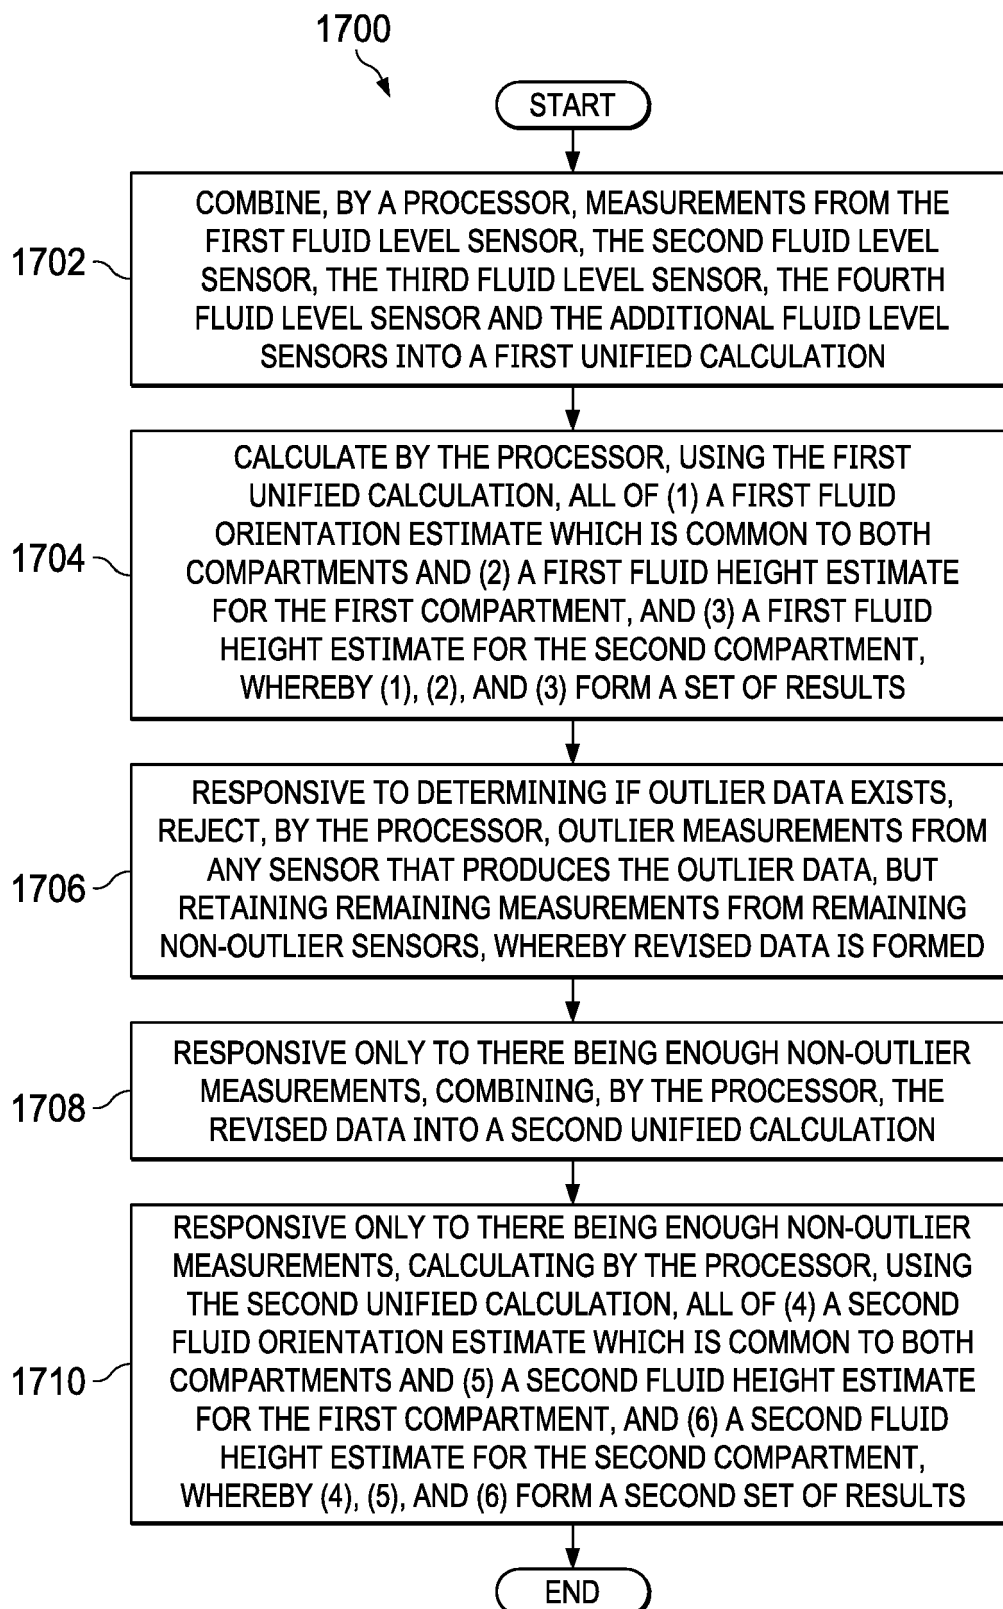 1700
START
1702
COMBINE, BY A PROCESSOR, MEASUREMENTS FROM THE
FIRST FLUID LEVEL SENSOR, THE SECOND FLUID LEVEL
SENSOR, THE THIRD FLUID LEVEL SENSOR, THE FOURTH
FLUID LEVEL SENSOR AND THE ADDITIONAL FLUID LEVEL
SENSORS INTO A FIRST UNIFIED CALCULATION
1704
CALCULATE BY THE PROCESSOR, USING THE FIRST
UNIFIED CALCULATION, ALL OF (1) A FIRST FLUID
ORIENTATION ESTIMATE WHICH IS COMMON TO BOTH
COMPARTMENTS AND (2) A FIRST FLUID HEIGHT ESTIMATE
FOR THE FIRST COMPARTMENT, AND (3) A FIRST FLUID
HEIGHT ESTIMATE FOR THE SECOND COMPARTMENT,
WHEREBY (1), (2), AND (3) FORM A SET OF RESULTS
1706
RESPONSIVE TO DETERMINING IF OUTLIER DATA EXISTS,
REJECT, BY THE PROCESSOR, OUTLIER MEASUREMENTS FROM
ANY SENSOR THAT PRODUCES THE OUTLIER DATA, BUT
RETAINING REMAINING MEASUREMENTS FROM REMAINING
NON-OUTLIER SENSORS, WHEREBY REVISED DATA IS FORMED
1708
RESPONSIVE ONLY TO THERE BEING ENOUGH NON-OUTLIER
MEASUREMENTS, COMBINING, BY THE PROCESSOR, THE
REVISED DATA INTO A SECOND UNIFIED CALCULATION
1710
RESPONSIVE ONLY TO THERE BEING ENOUGH NON-OUTLIER
MEASUREMENTS, CALCULATING BY THE PROCESSOR, USING
THE SECOND UNIFIED CALCULATION, ALL OF (4) A SECOND
FLUID ORIENTATION ESTIMATE WHICH IS COMMON TO BOTH
COMPARTMENTS AND (5) A SECOND FLUID HEIGHT ESTIMATE
FOR THE FIRST COMPARTMENT, AND (6) A SECOND FLUID
HEIGHT ESTIMATE FOR THE SECOND COMPARTMENT,
WHEREBY (4), (5), AND (6) FORM A SECOND SET OF RESULTS
END